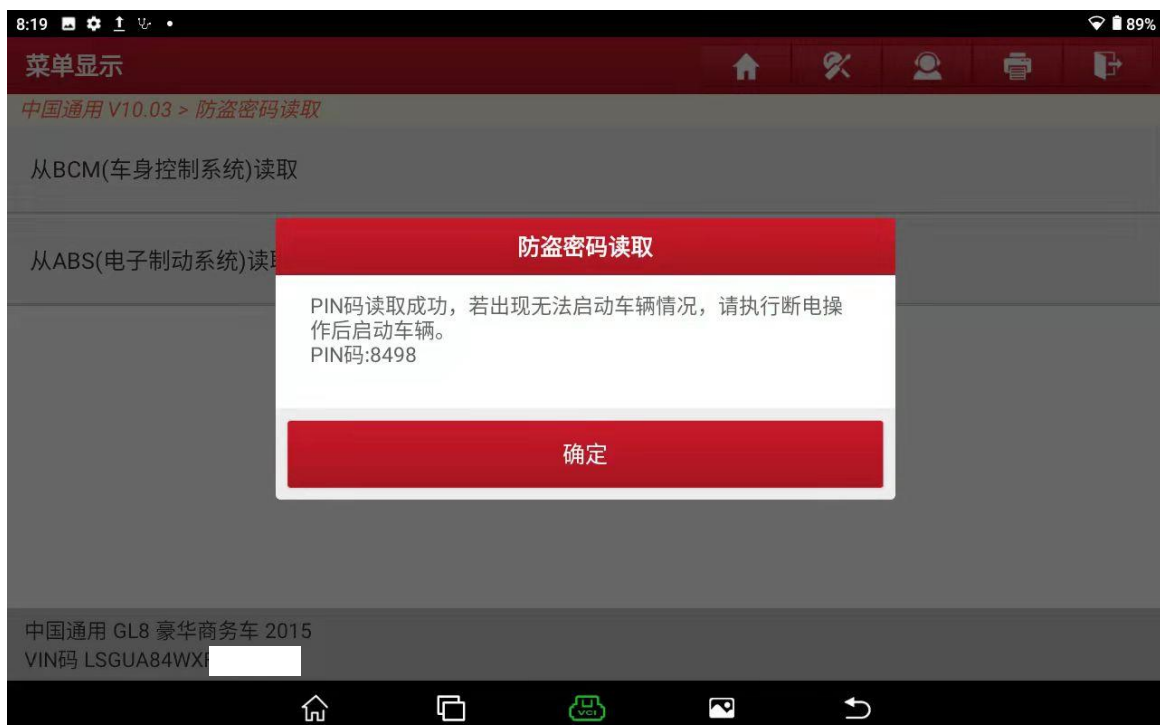 8:19
89%
菜单显示
中国通用 V10.03 > 防盗密码读取
从BCM(车身控制系统)读取
从ABS(电子制动系统)读
防盗密码读取
PIN码读取成功，若出现无法启动车辆情况，请执行断电操
作后启动车辆。
PIN码:8498
确定
中国通用 GL8 豪华商务车 2015
VIN码 LSGUA84WX
VCI